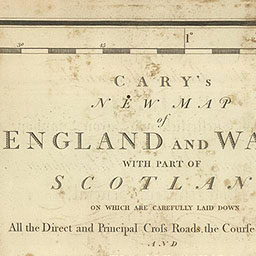 30 45 1°
CARY's
NEW MAP
of
ENGLAND AND WA
WITH PART OF
SCOTLAN
ON WHICH ARE CAREFULLY LAID DOWN
All the Direct and Principal Crofs Roads, the Course
AND